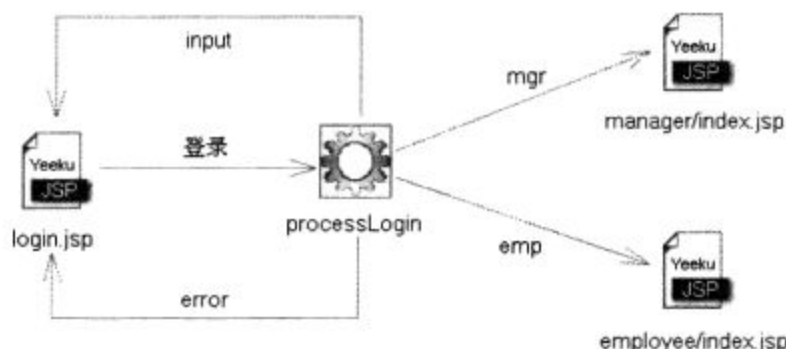 input
Yeeku
JSP
mgr
manager/index.jsp
登录
Yeeku
JSP
login.jsp
processLogin
emp
Yeeku
JSP
error
employee/index.jsp